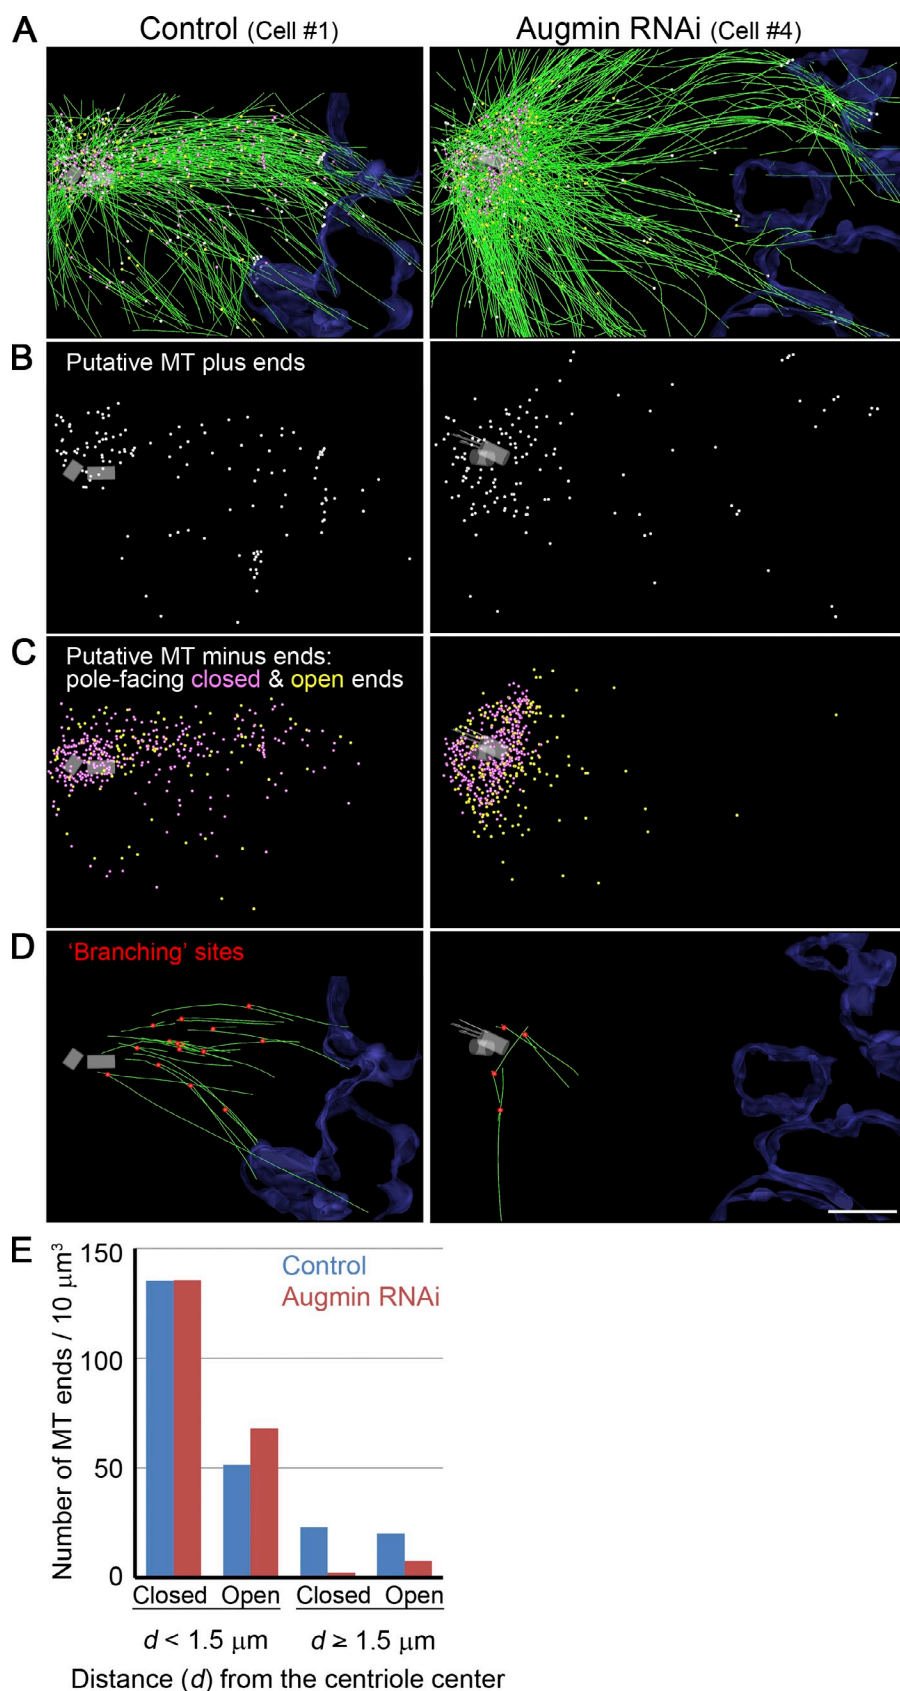 A
Control (Cell #1)
Augmin RNAi (Cell #4)
B
Putative MT plus ends
C
Putative MT minus ends:
pole-facing closed & open ends
D
‘Branching’ sites
E
Number of MT ends / 10 μm³
150
100
50
0
Control
Augmin RNAi
Closed Open Closed Open
d < 1.5 μm d ≥ 1.5 μm
Distance (d) from the centriole center